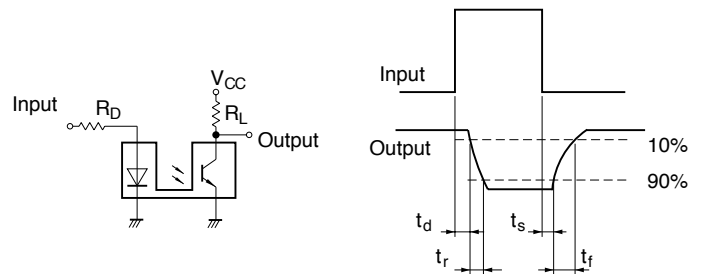 Input
R_D
V_CC
R_L
Output
Input
Output
10%
90%
t_d
t_s
t_r
t_f